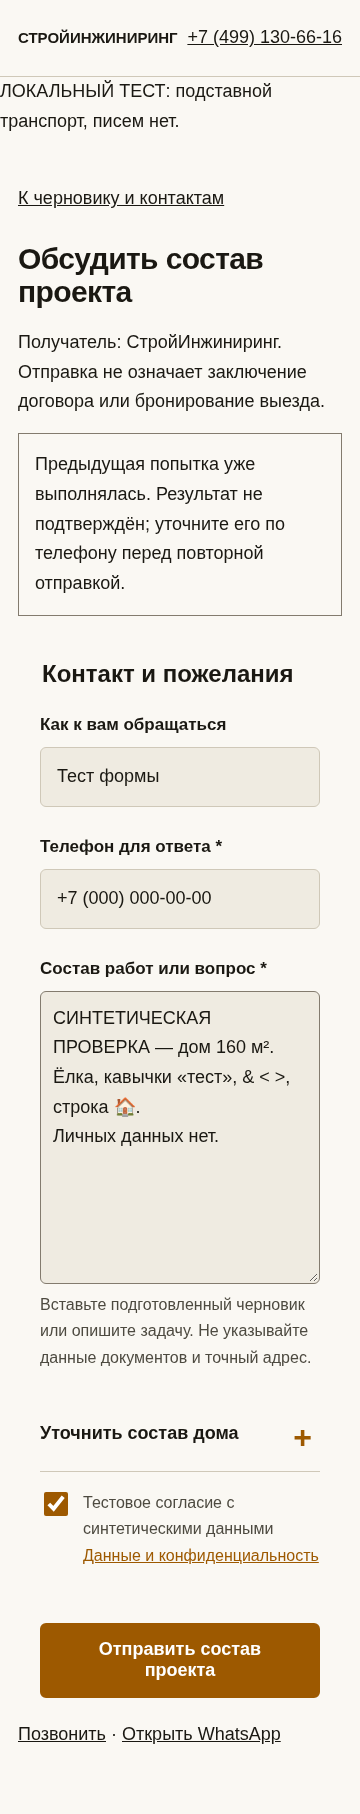 СТРОЙИНЖИНИРИНГ +7 (499) 130-66-16
ЛОКАЛЬНЫЙ ТЕСТ: подставной
транспорт, писем нет.
К черновику и контактам
Обсудить состав
проекта
Получатель: СтройИнжиниринг.
Отправка не означает заключение
договора или бронирование выезда.
Предыдущая попытка уже
выполнялась. Результат не
подтверждён; уточните его по
телефону перед повторной
отправкой.
Контакт и пожелания
Как к вам обращаться
Тест формы
Телефон для ответа *
+7 (000) 000-00-00
Состав работ или вопрос *
СИНТЕТИЧЕСКАЯ
ПРОВЕРКА — дом 160 м².
Ёлка, кавычки «тест», & < >,
строка 🏠.
Личных данных нет.
Вставьте подготовленный черновик
или опишите задачу. Не указывайте
данные документов и точный адрес.
Уточнить состав дома +
Тестовое согласие с
синтетическими данными
Данные и конфиденциальность
Отправить состав
проекта
Позвонить · Открыть WhatsApp